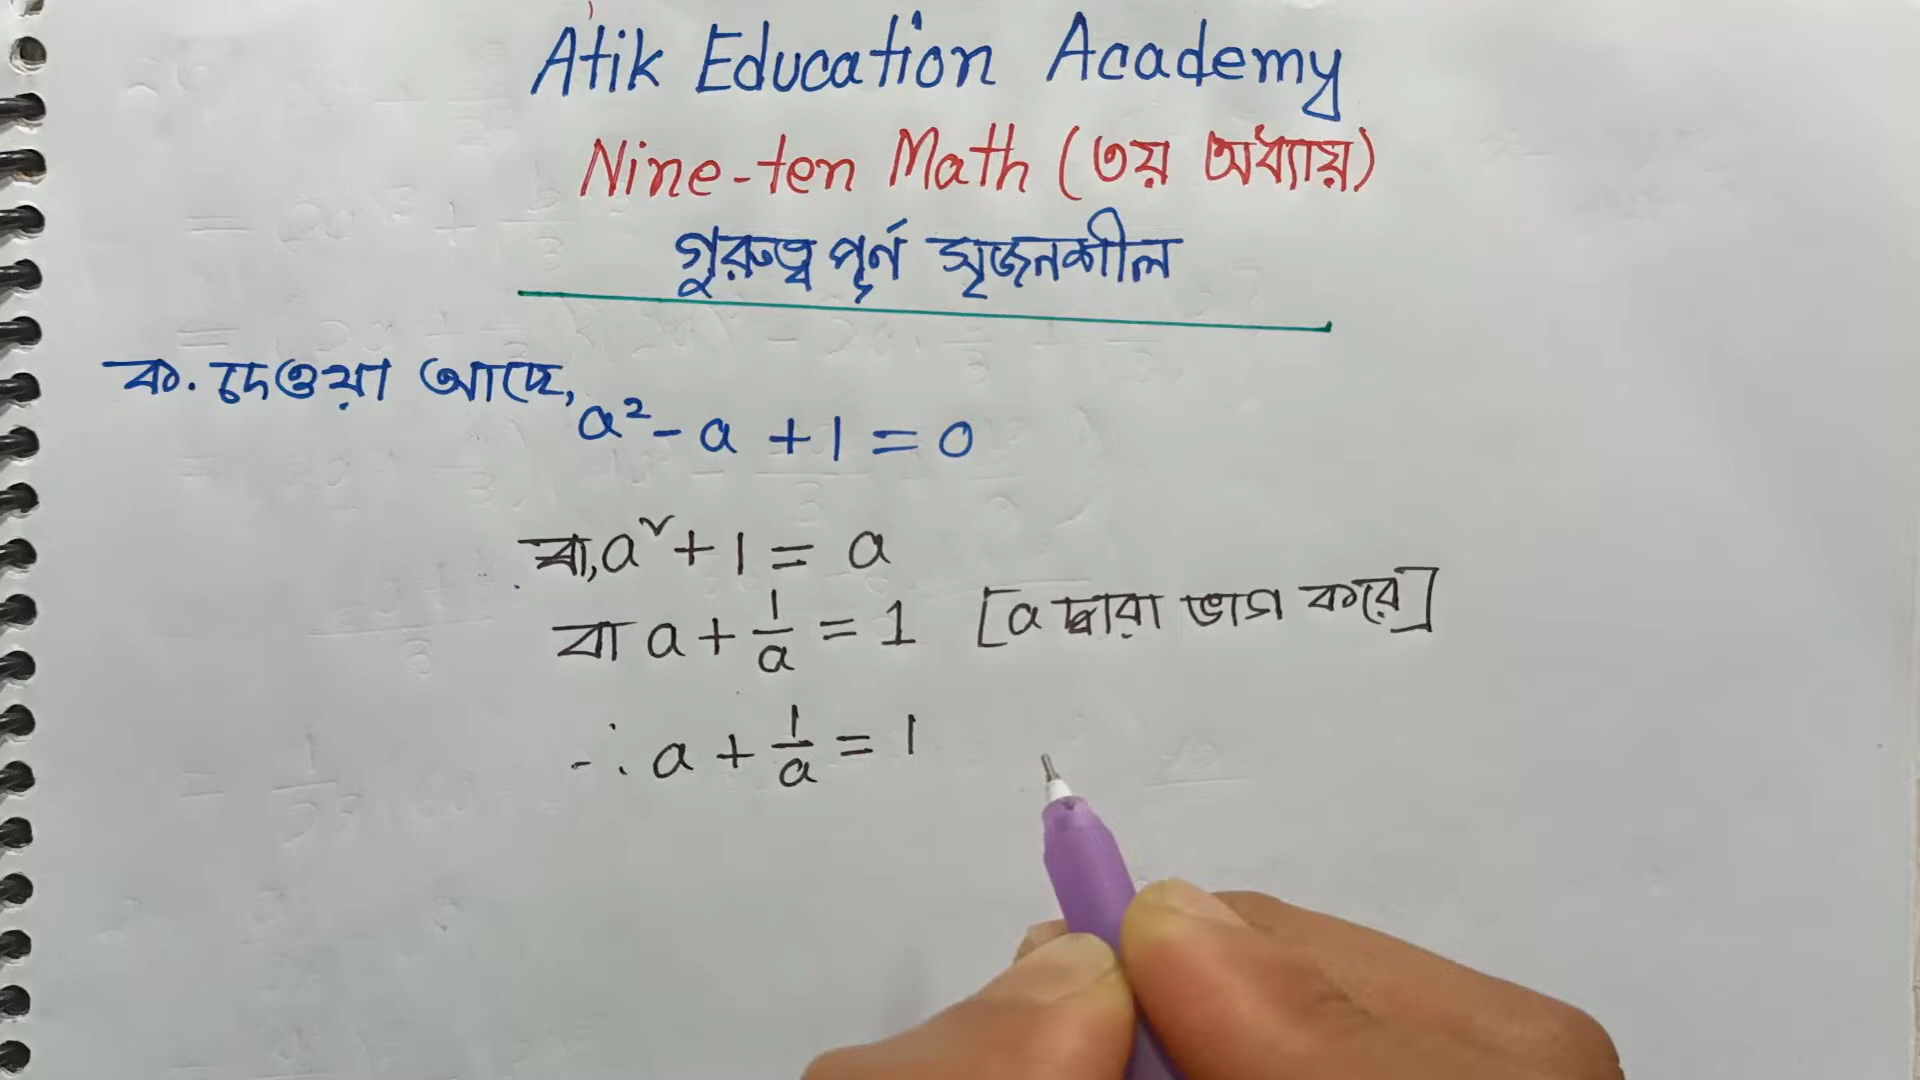 Atik Education Academy
Nine-ten Math (৩য় অধ্যায়)
গুরুত্বপূর্ণ সৃজনশীল
ক. দেওয়া আছে,
a² - a + 1 = 0
বা, a² + 1 = a
বা a + 1/a = 1 [a দ্বারা ভাগ করে]
∴ a + 1/a = 1